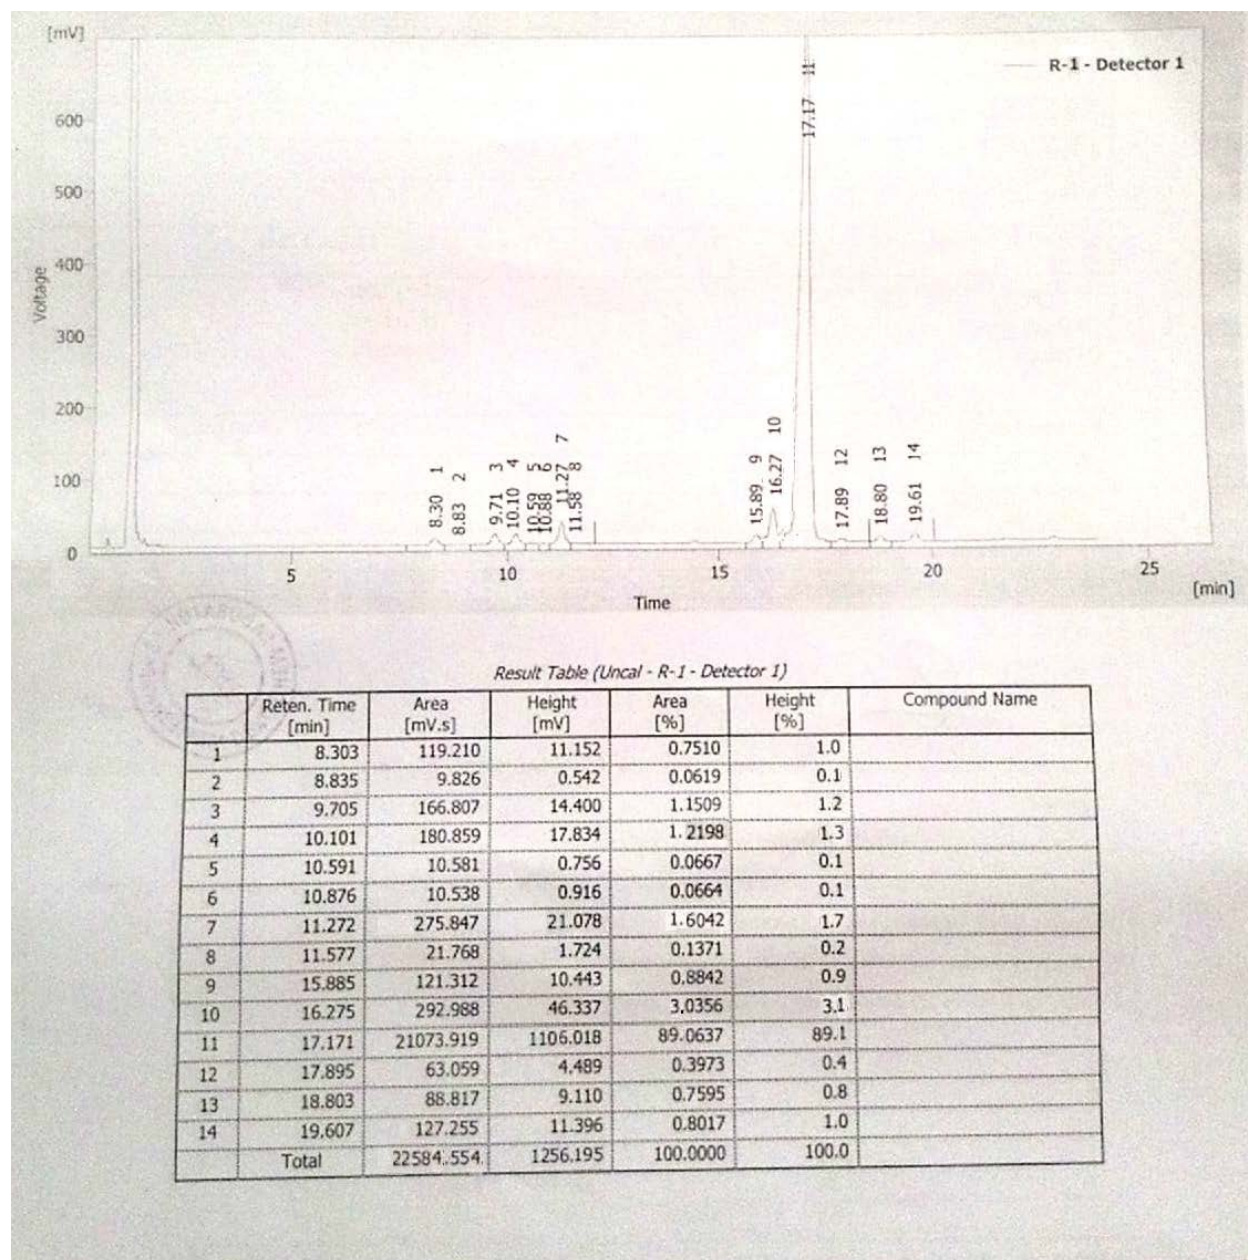 [mV]
R-1 - Detector 1
11
17.17
600
500
400
300
200
100
0
Voltage
8.30 1
8.83 2
9.71 3
10.10 4
10.59 5
10.88 6
11.27 7
11.58 8
15.89 9
16.27 10
17.89 12
18.80 13
19.61 14
5 10 15 20 25
[min]
Time
Result Table (Uncal - R-1 - Detector 1)
Reten. Time [min] Area [mV.s] Height [mV] Area [%] Height [%] Compound Name
1 8.303 119.210 11.152 0.7510 1.0
2 8.835 9.826 0.542 0.0619 0.1
3 9.705 166.807 14.400 1.1509 1.2
4 10.101 180.859 17.834 1.2198 1.3
5 10.591 10.581 0.756 0.0667 0.1
6 10.876 10.538 0.916 0.0664 0.1
7 11.272 275.847 21.078 1.6042 1.7
8 11.577 21.768 1.724 0.1371 0.2
9 15.885 121.312 10.443 0.8842 0.9
10 16.275 292.988 46.337 3.0356 3.1
11 17.171 21073.919 1106.018 89.0637 89.1
12 17.895 63.059 4.489 0.3973 0.4
13 18.803 88.817 9.110 0.7595 0.8
14 19.607 127.255 11.396 0.8017 1.0
Total 22584..554 1256.195 100.0000 100.0